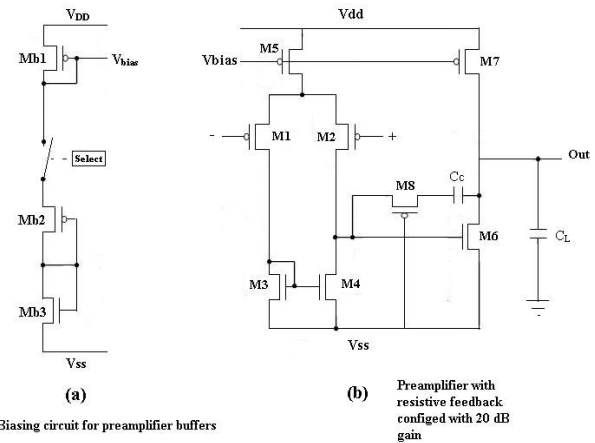 VDD
Mb1
Vbias
Select
Mb2
Mb3
Vss
(a)
Biasing circuit for preamplifier buffers
Vdd
M5
Vbias
M7
-
M1
M2
+
Out
M8
Cc
M6
CL
M3
M4
Vss
(b)
Preamplifier with
resistive feedback
configed with 20 dB
gain